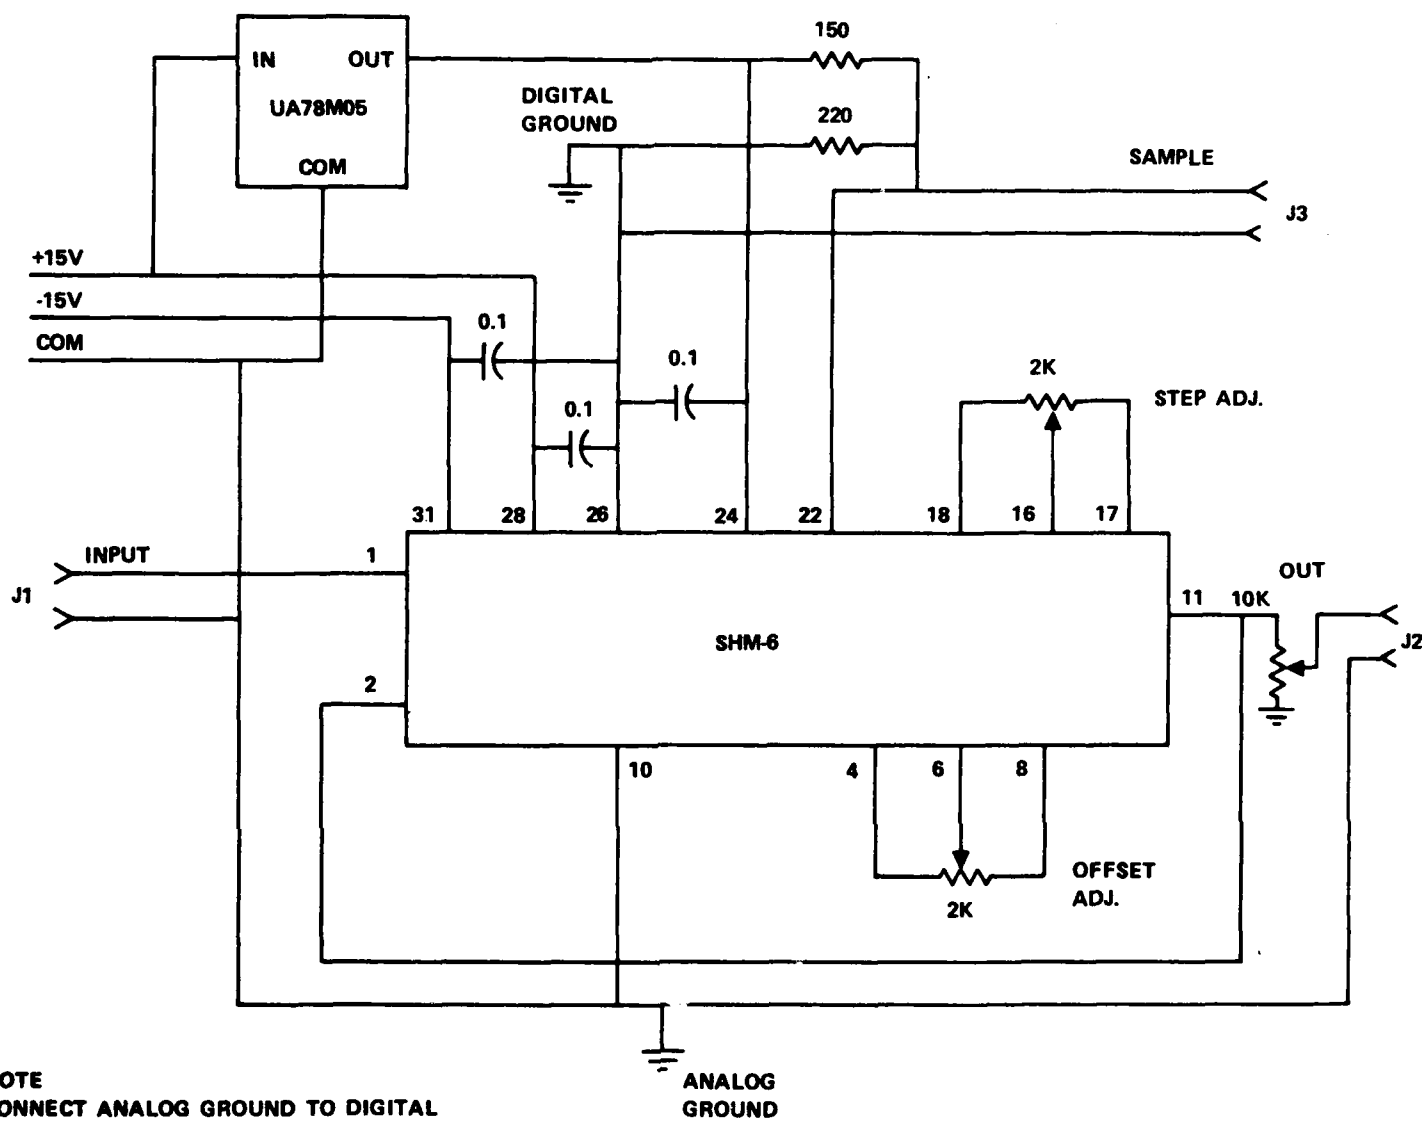 150
IN OUT
UA78M05
COM
DIGITAL
GROUND
220
SAMPLE
J3
+15V
-15V
COM
0.1
0.1
0.1
2K
STEP ADJ.
31 28 26 24 22 18 16 17
INPUT
1
J1
SHM-6
11 10K
OUT
J2
2
10 4 6 8
OFFSET
ADJ.
2K
OTE
ONNECT ANALOG GROUND TO DIGITAL
ANALOG
GROUND